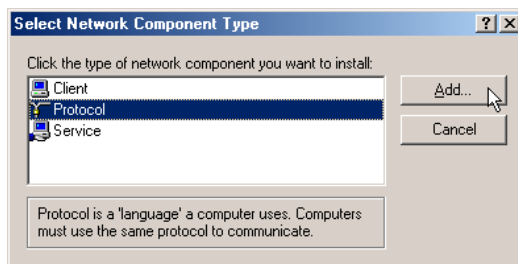 Select Network Component Type
Click the type of network component you want to install:
Client
Add...
Protocol
Service
Cancel
Protocol is a 'language' a computer uses. Computers
must use the same protocol to communicate.